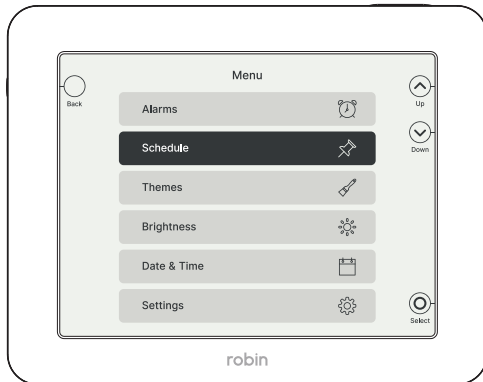 Menu
Back
Up
Alarms
Down
Schedule
Themes
Brightness
Date & Time
Settings
Select
robin